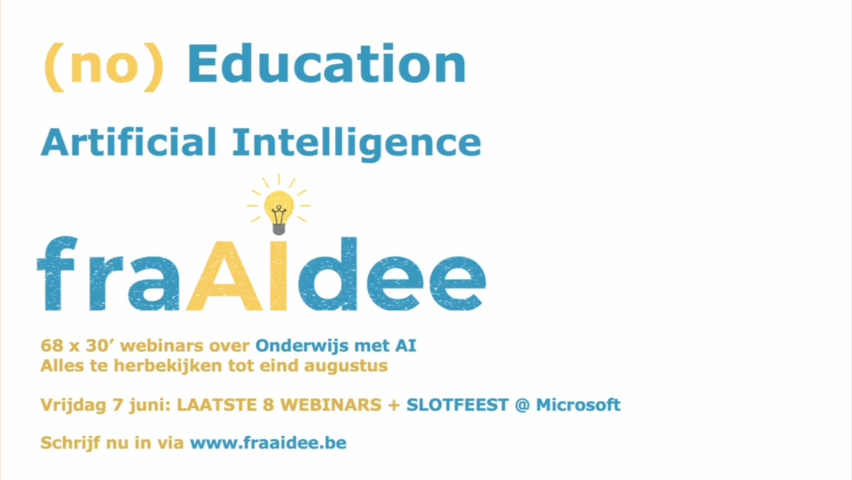 (no) Education
Artificial Intelligence
fraAIdee
68 x 30’ webinars over Onderwijs met AI
Alles te herbekijken tot eind augustus
Vrijdag 7 juni: LAATSTE 8 WEBINARS + SLOTFEEST @ Microsoft
Schrijf nu in via www.fraaidee.be